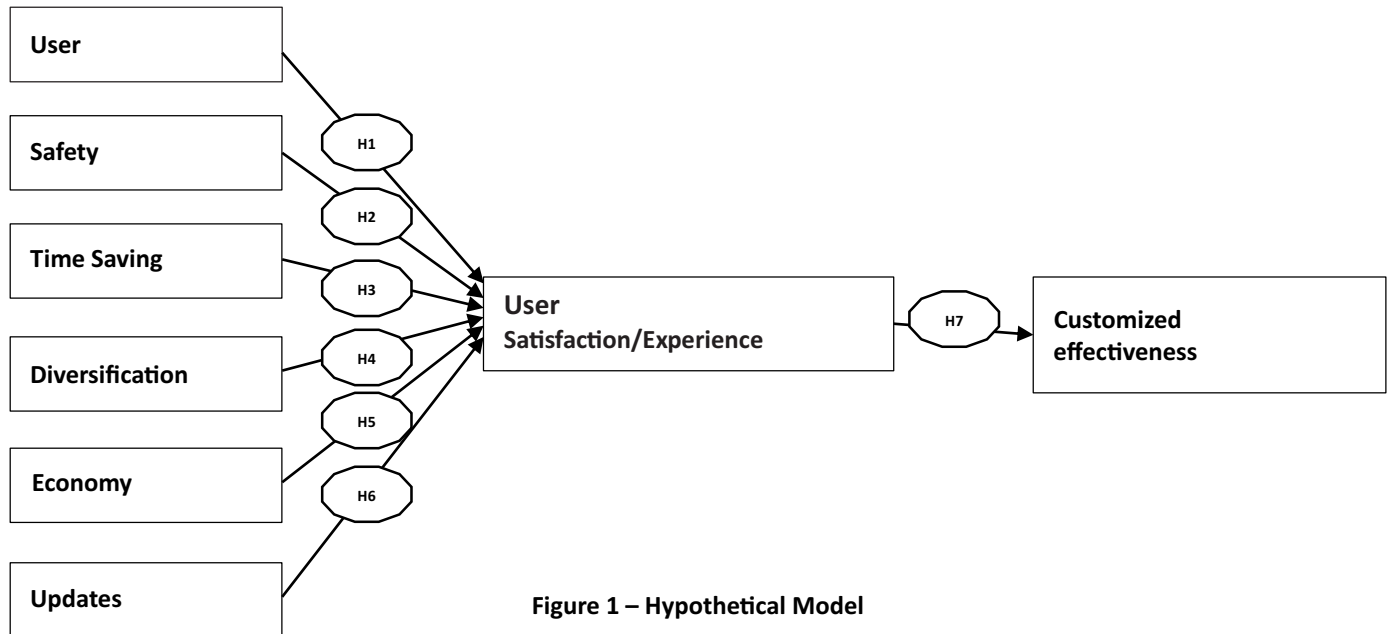 User
H1
Safety
H2
Time Saving
H3
User
Satisfaction/Experience
H7
Customized
effectiveness
H4
Diversification
H5
Economy
H6
Updates
Figure 1 – Hypothetical Model